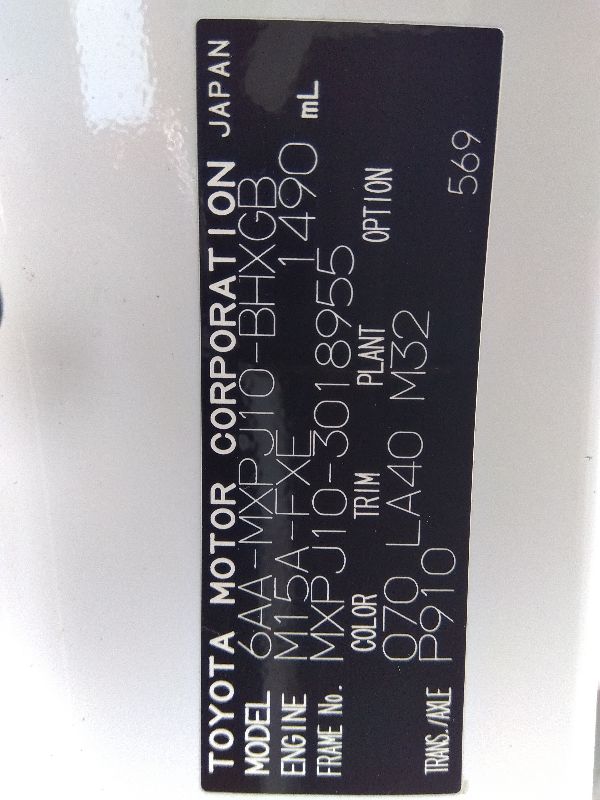 TOYOTA MOTOR CORPORATION JAPAN
MODEL 6AA-MXPJ10-BHXGB
ENGINE M15A-FXE 1490 mL
FRAME No. MXPJ10-3018955
COLOR TRIM PLANT OPTION
070 LA40 M32
TRANS./AXLE P910 569